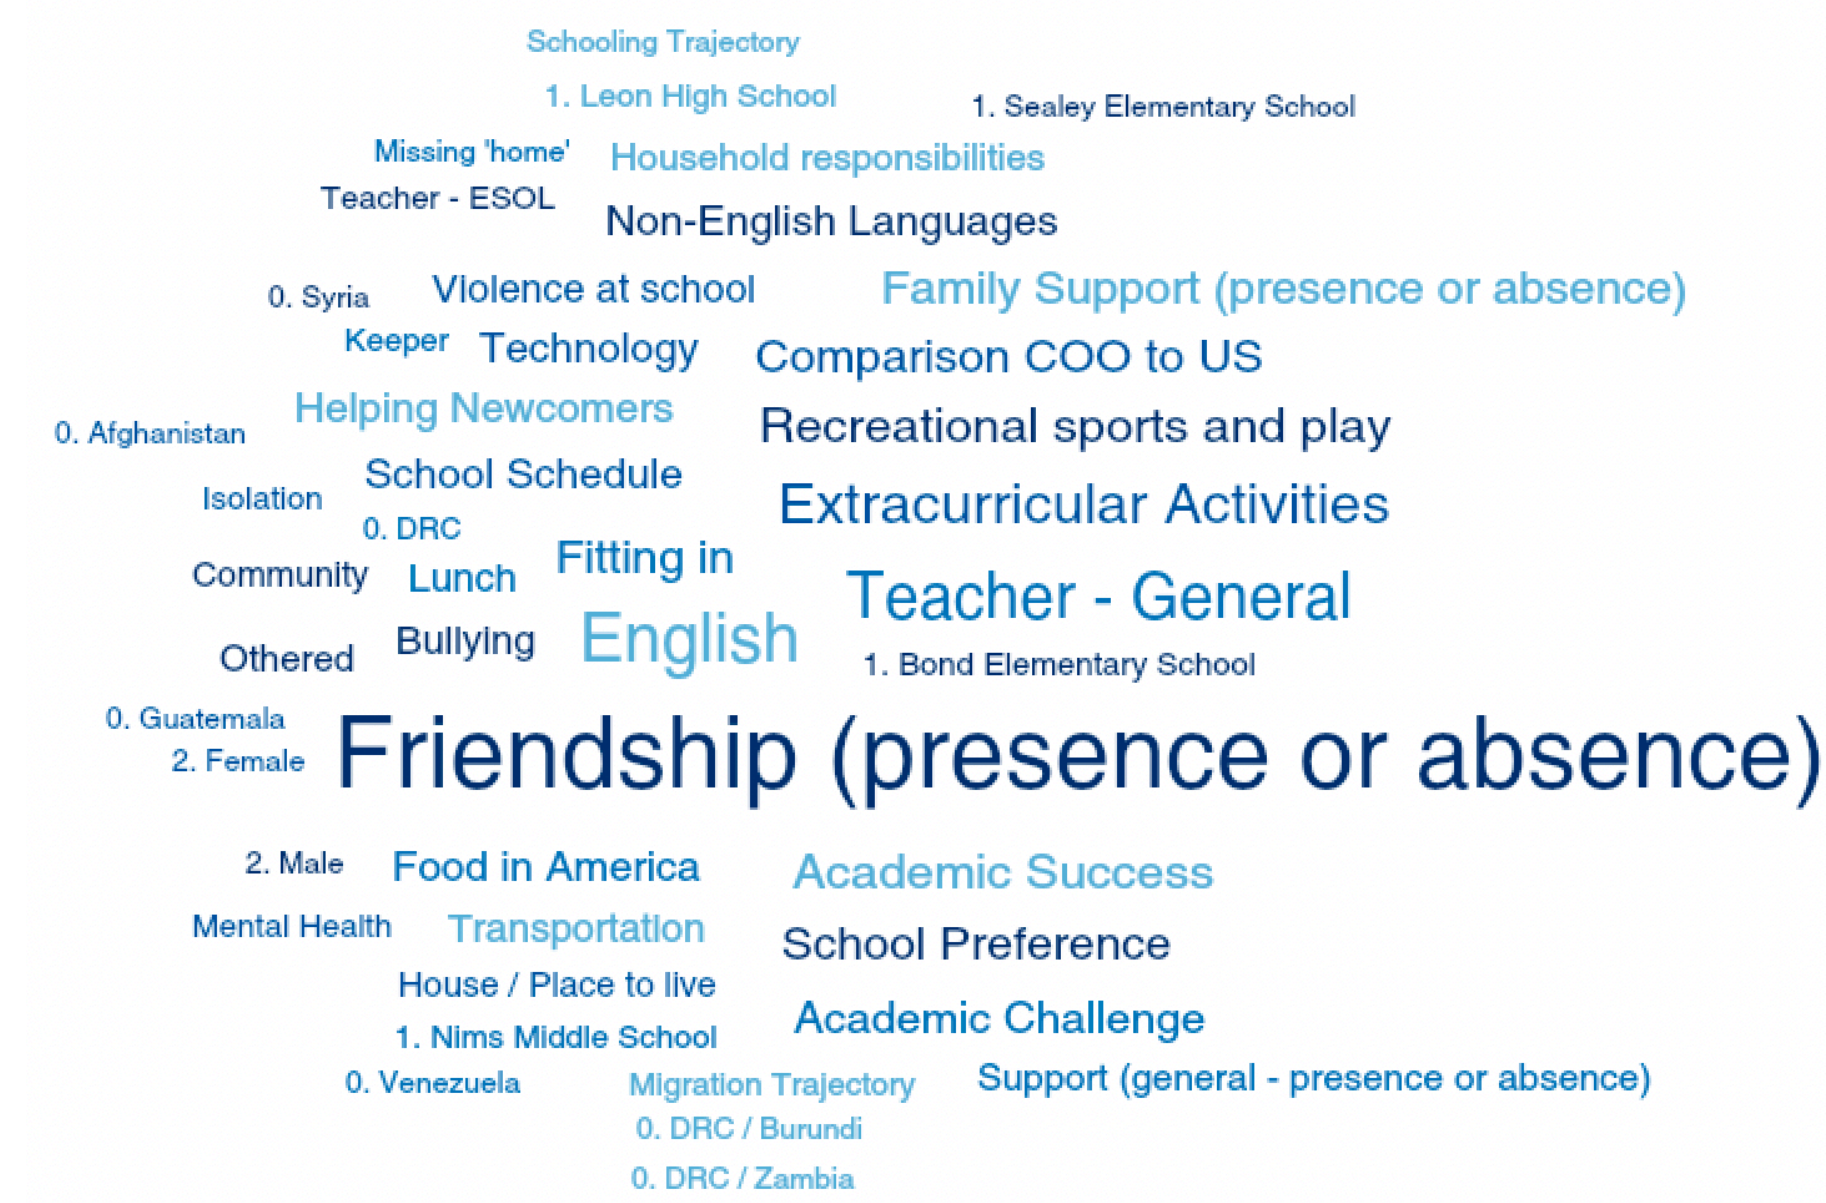 Schooling Trajectory
1. Leon High School
1. Sealey Elementary School
Missing 'home'
Household responsibilities
Teacher - ESOL
Non-English Languages
0. Syria
Violence at school
Family Support (presence or absence)
Keeper
Technology
Comparison COO to US
Helping Newcomers
0. Afghanistan
Recreational sports and play
School Schedule
Isolation
Extracurricular Activities
0. DRC
Fitting in
Community
Lunch
Teacher - General
Othered
Bullying
English
1. Bond Elementary School
0. Guatemala
2. Female
Friendship (presence or absence)
2. Male
Food in America
Academic Success
Mental Health
Transportation
School Preference
House / Place to live
Academic Challenge
1. Nims Middle School
0. Venezuela
Migration Trajectory
Support (general - presence or absence)
0. DRC / Burundi
0. DRC / Zambia